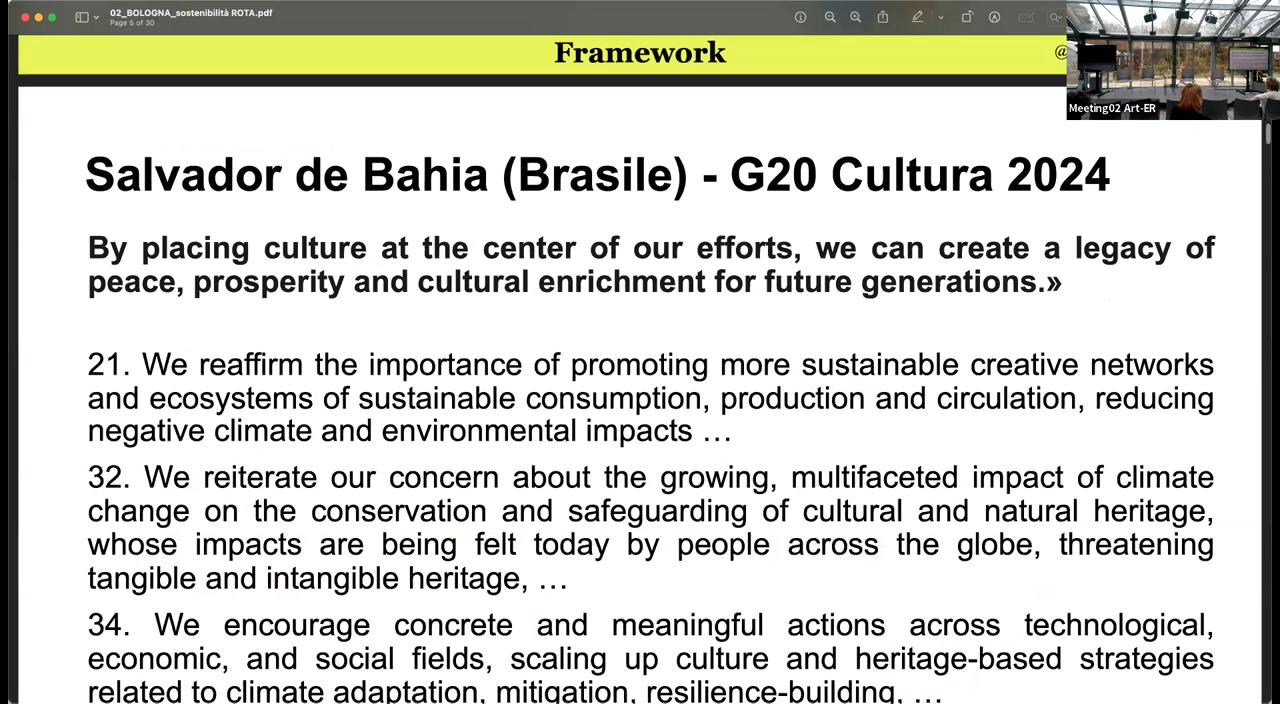 02_BOLOGNA_sostenibilità ROTA.pdf
Page 5 of 30
Framework
@
Meeting02 Art-ER
Salvador de Bahia (Brasile) - G20 Cultura 2024
By placing culture at the center of our efforts, we can create a legacy of
peace, prosperity and cultural enrichment for future generations.»
21. We reaffirm the importance of promoting more sustainable creative networks
and ecosystems of sustainable consumption, production and circulation, reducing
negative climate and environmental impacts …
32. We reiterate our concern about the growing, multifaceted impact of climate
change on the conservation and safeguarding of cultural and natural heritage,
whose impacts are being felt today by people across the globe, threatening
tangible and intangible heritage, …
34. We encourage concrete and meaningful actions across technological,
economic, and social fields, scaling up culture and heritage-based strategies
related to climate adaptation, mitigation, resilience-building, …